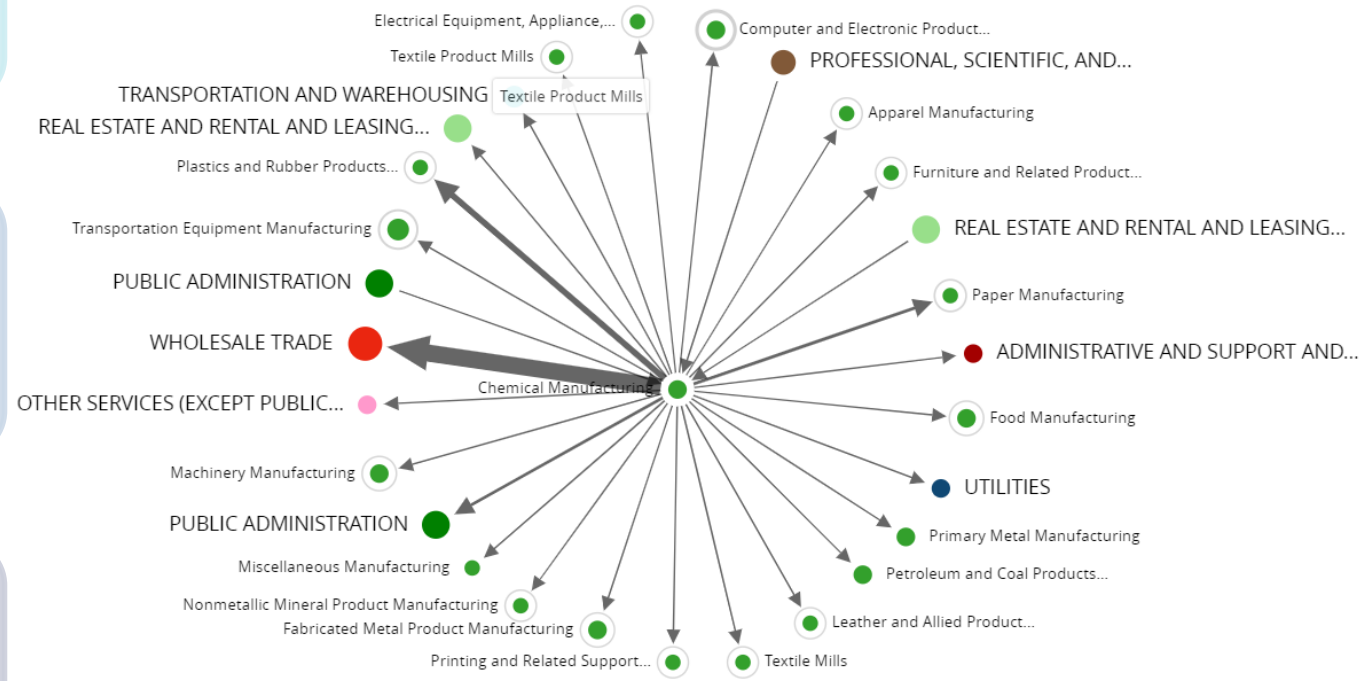 Electrical Equipment, Appliance,...
Computer and Electronic Product...
Textile Product Mills
PROFESSIONAL, SCIENTIFIC, AND...
TRANSPORTATION AND WAREHOUSING
Textile Product Mills
Apparel Manufacturing
REAL ESTATE AND RENTAL AND LEASING...
Plastics and Rubber Products...
Furniture and Related Product...
Transportation Equipment Manufacturing
REAL ESTATE AND RENTAL AND LEASING...
PUBLIC ADMINISTRATION
Paper Manufacturing
WHOLESALE TRADE
ADMINISTRATIVE AND SUPPORT AND...
Chemical Manufacturing
OTHER SERVICES (EXCEPT PUBLIC...
Food Manufacturing
Machinery Manufacturing
UTILITIES
PUBLIC ADMINISTRATION
Primary Metal Manufacturing
Miscellaneous Manufacturing
Petroleum and Coal Products...
Nonmetallic Mineral Product Manufacturing
Leather and Allied Product...
Fabricated Metal Product Manufacturing
Printing and Related Support...
Textile Mills